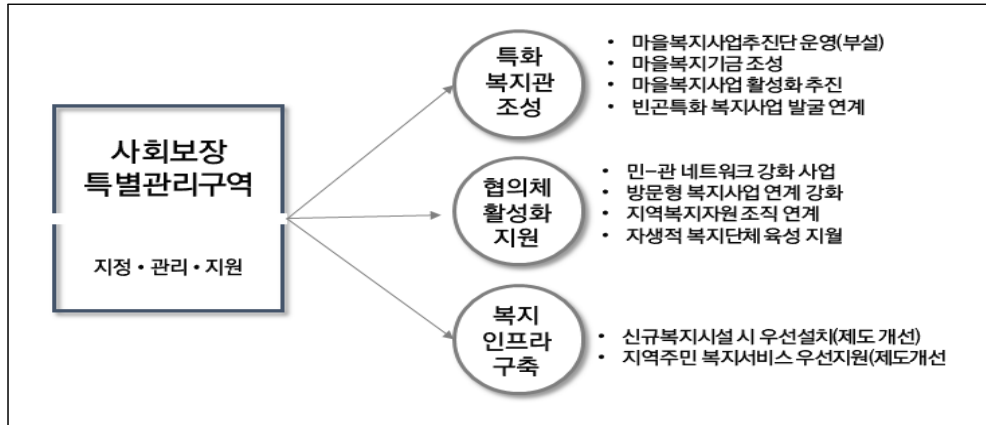 사회보장
특별관리구역
지정・관리・지원
특화
복지관
조성
• 마을복지사업추진단 운영(부설)
• 마을복지기금 조성
• 마을복지사업 활성화 추진
• 빈곤특화 복지사업 발굴 연계
협의체
활성화
지원
• 민-관 네트워크 강화 사업
• 방문형 복지사업 연계 강화
• 지역복지자원 조직 연계
• 자생적 복지단체 육성 지월
복지
인프라
구축
• 신규복지시설 시 우선설치(제도 개선)
• 지역주민 복지서비스 우선지원(제도개선